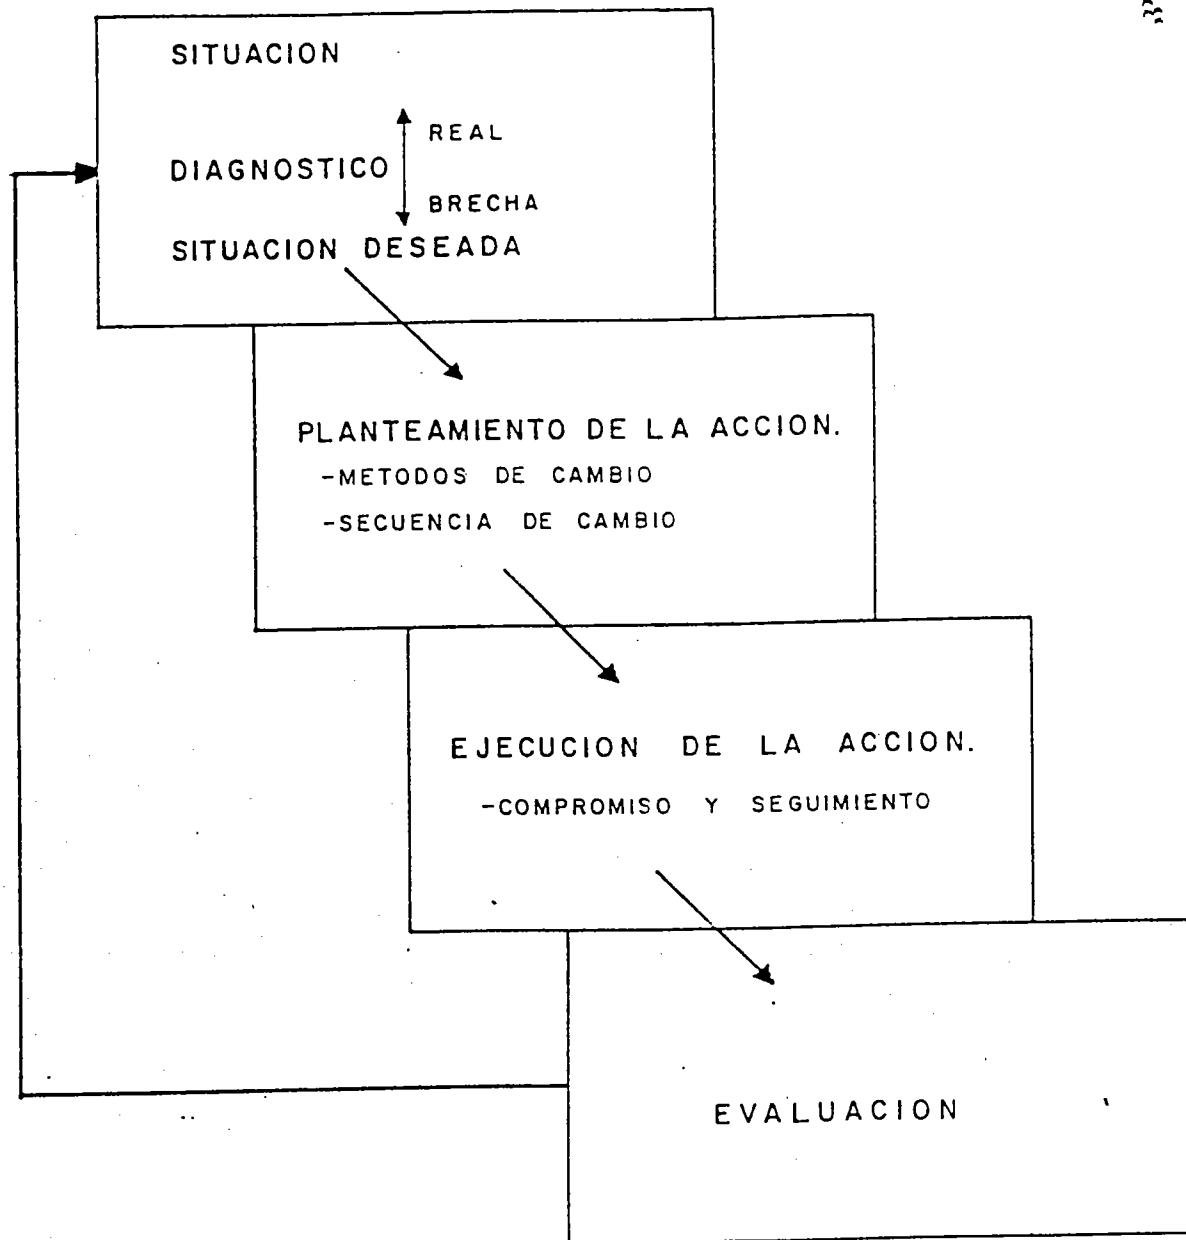 SITUACION
REAL
DIAGNOSTICO
BRECHA
SITUACION DESEADA
PLANTEAMIENTO DE LA ACCION.
-METODOS DE CAMBIO
-SECUENCIA DE CAMBIO
EJECUCION DE LA ACCION.
-COMPROMISO Y SEGUIMIENTO
EVALUACION